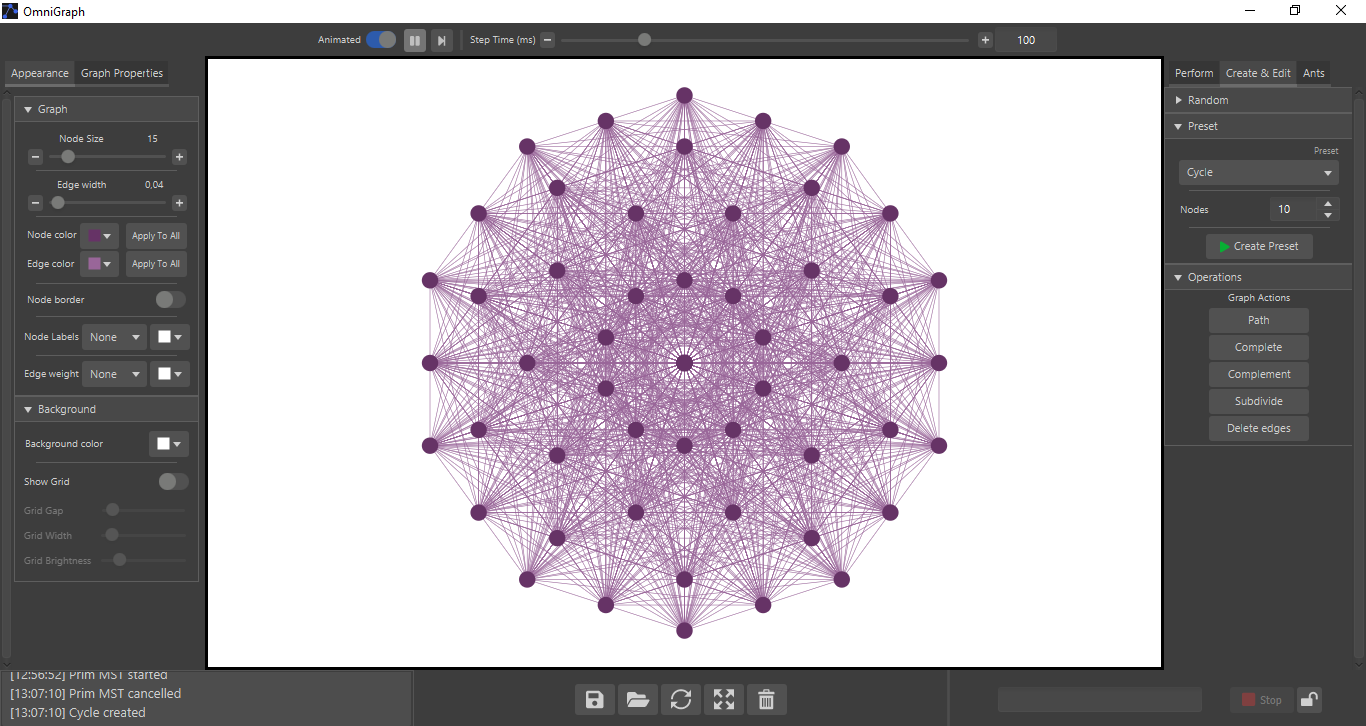 OmniGraph
Animated
Step Time (ms)
100
Appearance Graph Properties
Graph
Node Size 15
Edge width 0,04
Node color Apply To All
Edge color Apply To All
Node border
Node Labels None
Edge weight None
Background
Background color
Show Grid
Grid Gap
Grid Width
Grid Brightness
Perform Create & Edit Ants
Random
Preset
Preset
Cycle
Nodes 10
Create Preset
Operations
Graph Actions
Path
Complete
Complement
Subdivide
Delete edges
[12:56:52] Prim MST started
[13:07:10] Prim MST cancelled
[13:07:10] Cycle created
Stop